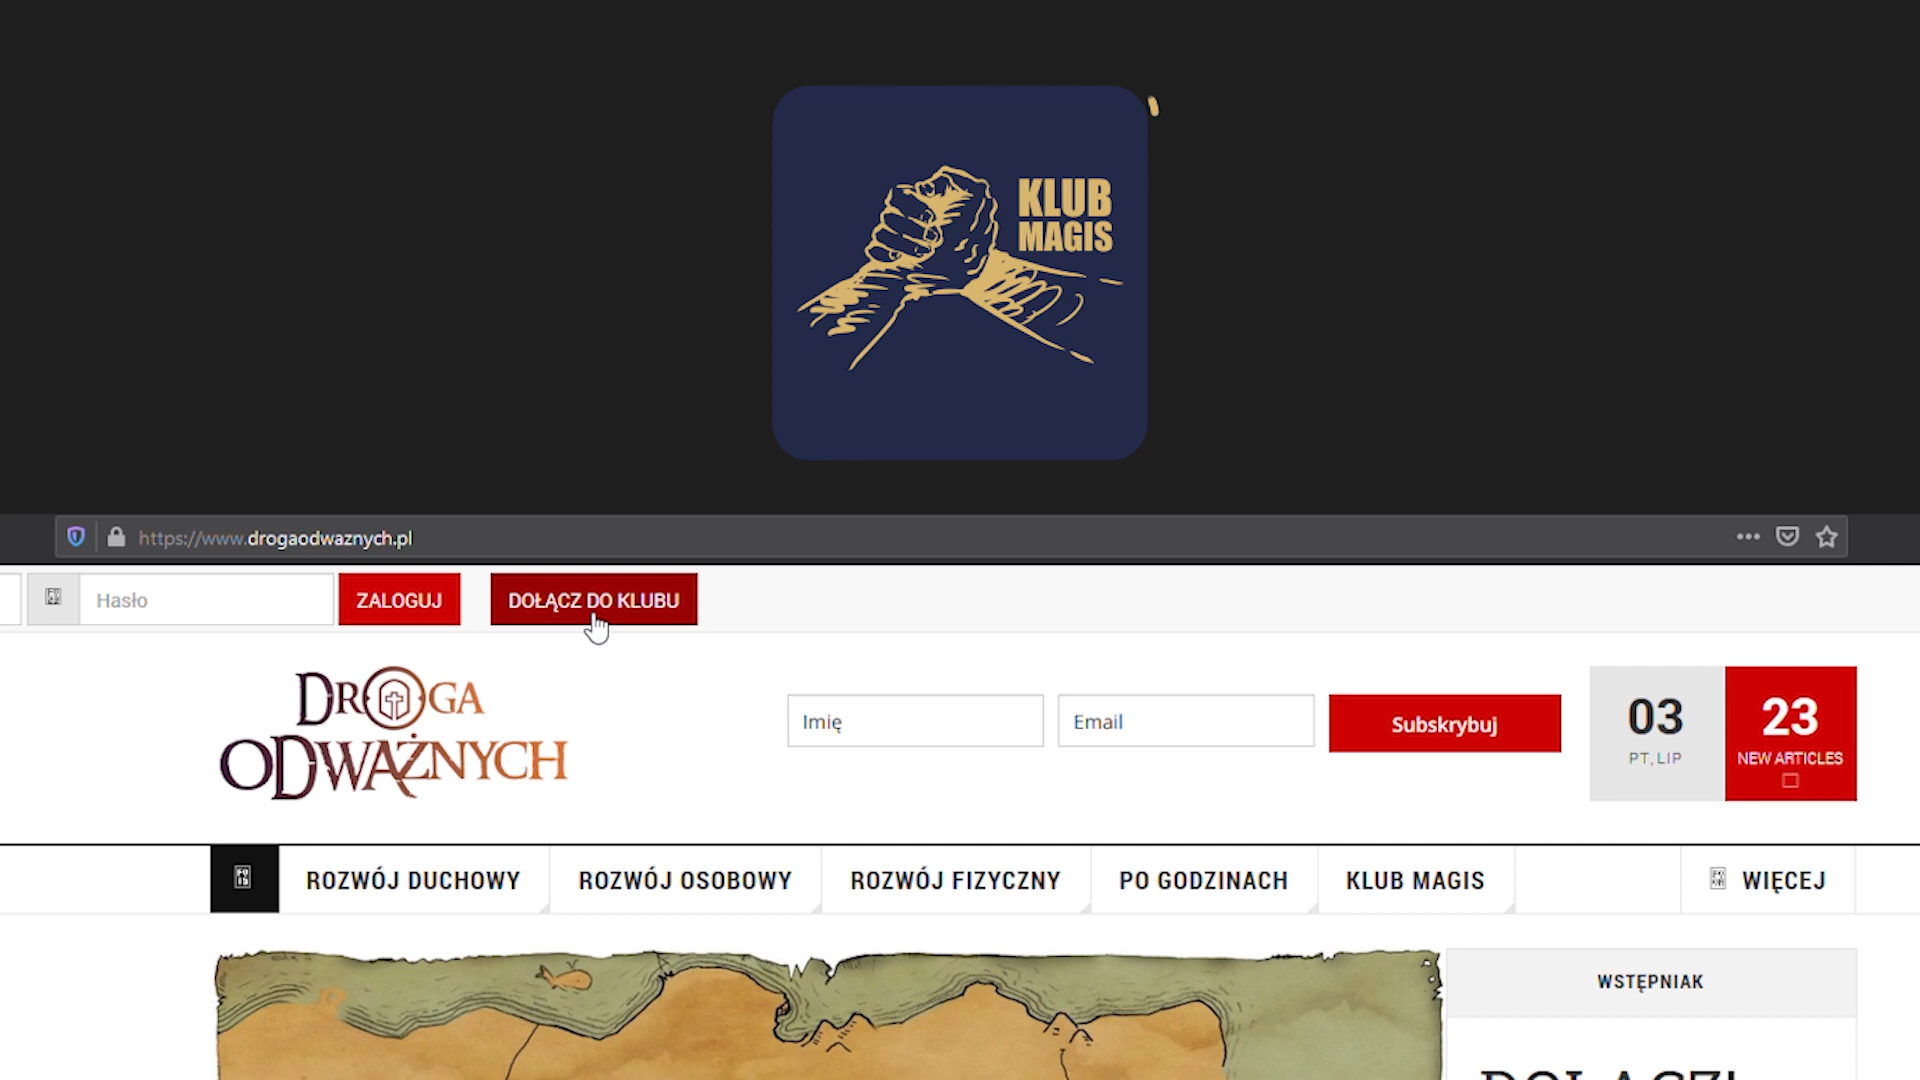 KLUB
MAGIS
https://www.drogaodwaznych.pl
Hasło
ZALOGUJ
DOŁĄCZ DO KLUBU
DROGA
ODWAŻNYCH
Imię
Email
Subskrybuj
03
PT, LIP
23
NEW ARTICLES
ROZWÓJ DUCHOWY
ROZWÓJ OSOBOWY
ROZWÓJ FIZYCZNY
PO GODZINACH
KLUB MAGIS
WIĘCEJ
WSTĘPNIAK